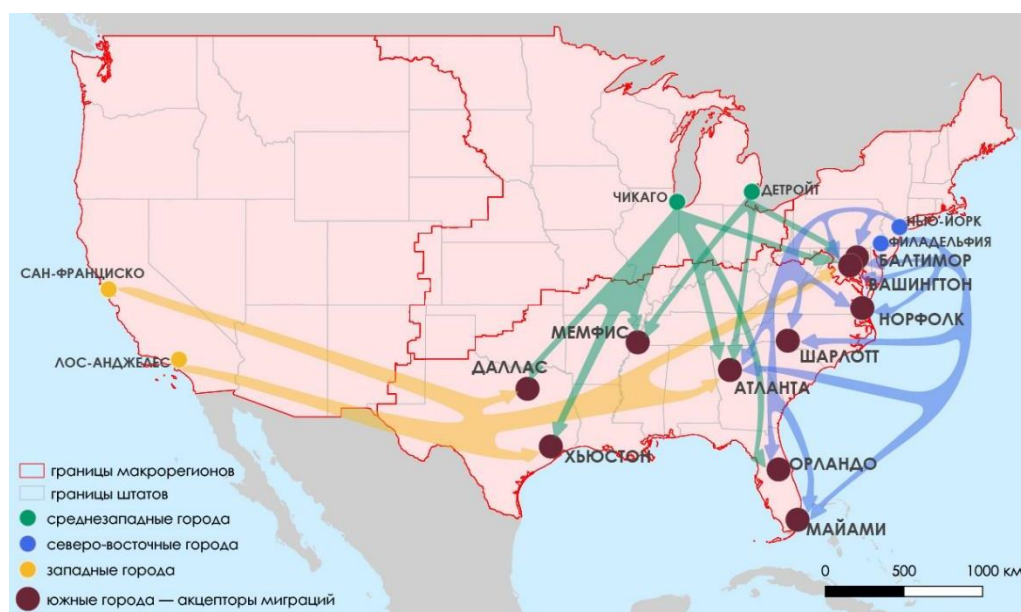 ЧИКАГО
ДЕТРОЙТ
НЬЮ-ЙОРК
ФИЛАДЕЛЬФИЯ
БАЛТИМОР
САН-ФРАНЦИСКО
ВАШИНГТОН
НОРФОЛК
МЕМФИС
ШАРЛОТТ
ЛОС-АНДЖЕЛЕС
ДАЛЛАС
АТЛАНТА
ХЬЮСТОН
ОРЛАНДО
МАЙАМИ
границы макрорегионов
границы штатов
среднезападные города
северо-восточные города
западные города
южные города — акцепторы миграций
0 500 1000 км